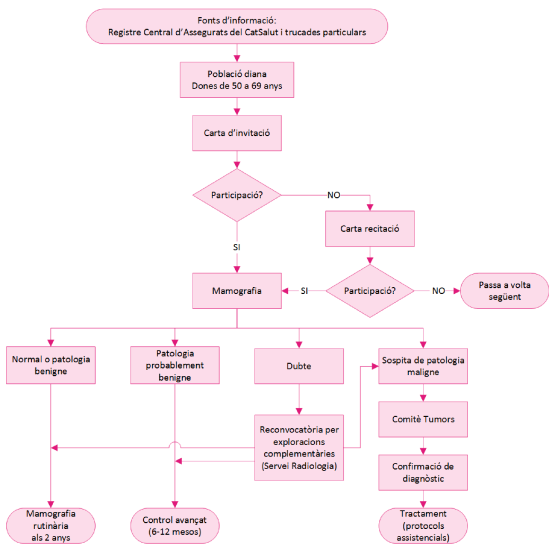 Fonts d'informació:
Registre Central d'Assegurats del CatSalut i trucades particulars
Població diana
Dones de 50 a 69 anys
Carta d'invitació
Participació?
NO
Carta recitació
SI
Mamografia
SI
Participació?
NO
Passa a volta
següent
Normal o patologia
benigne
Patologia
probablement
benigne
Dubte
Sospita de patologia
maligne
Reconvocatòria per
exploracions
complementàries
(Servei Radiologia)
Comitè Tumors
Confirmació de
diagnòstic
Mamografia
rutinària
als 2 anys
Control avançat
(6-12 mesos)
Tractament
(protocols
assistencials)